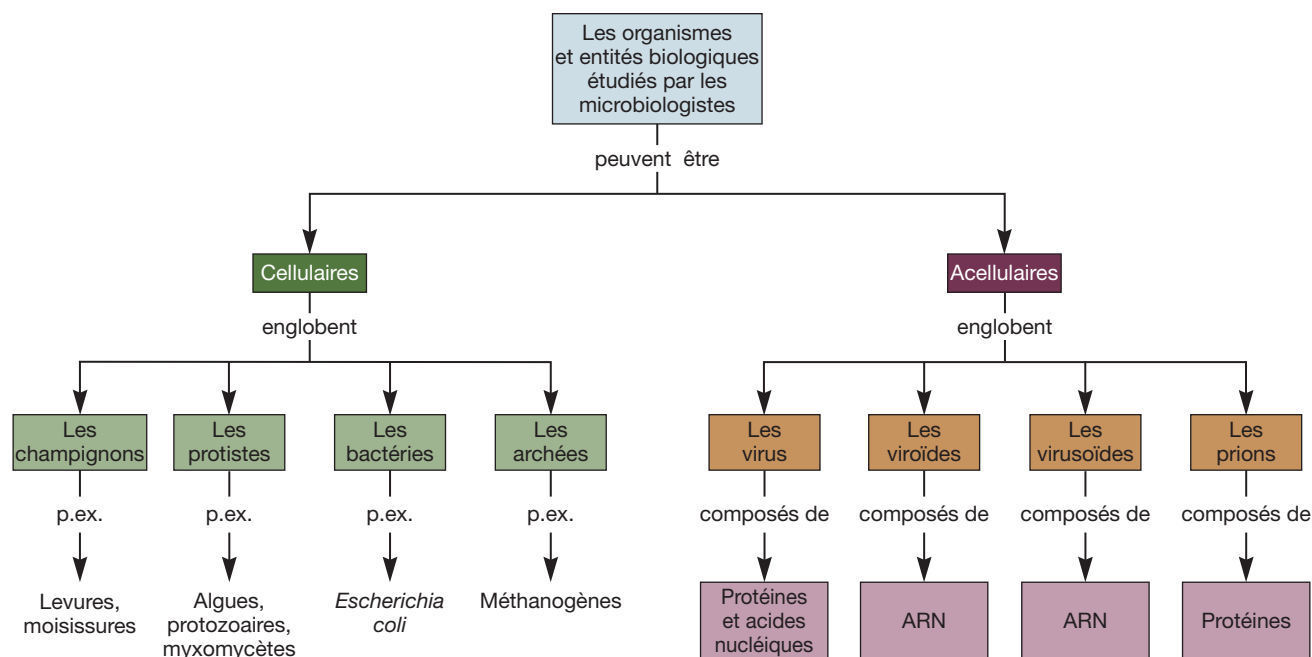 Les organismes
et entités biologiques
étudiés par les
microbiologistes
peuvent être
Cellulaires
Acellulaires
englobent
englobent
Les
champignons
Les
protistes
Les
bactéries
Les
archées
Les
virus
Les
viroïdes
Les
virusoïdes
Les
prions
p.ex.
p.ex.
p.ex.
p.ex.
composés de
composés de
composés de
composés de
Levures,
moisissures
Algues,
protozoaires,
myxomycètes
Escherichia
coli
Méthanogènes
Protéines
et acides
nucléiques
ARN
ARN
Protéines